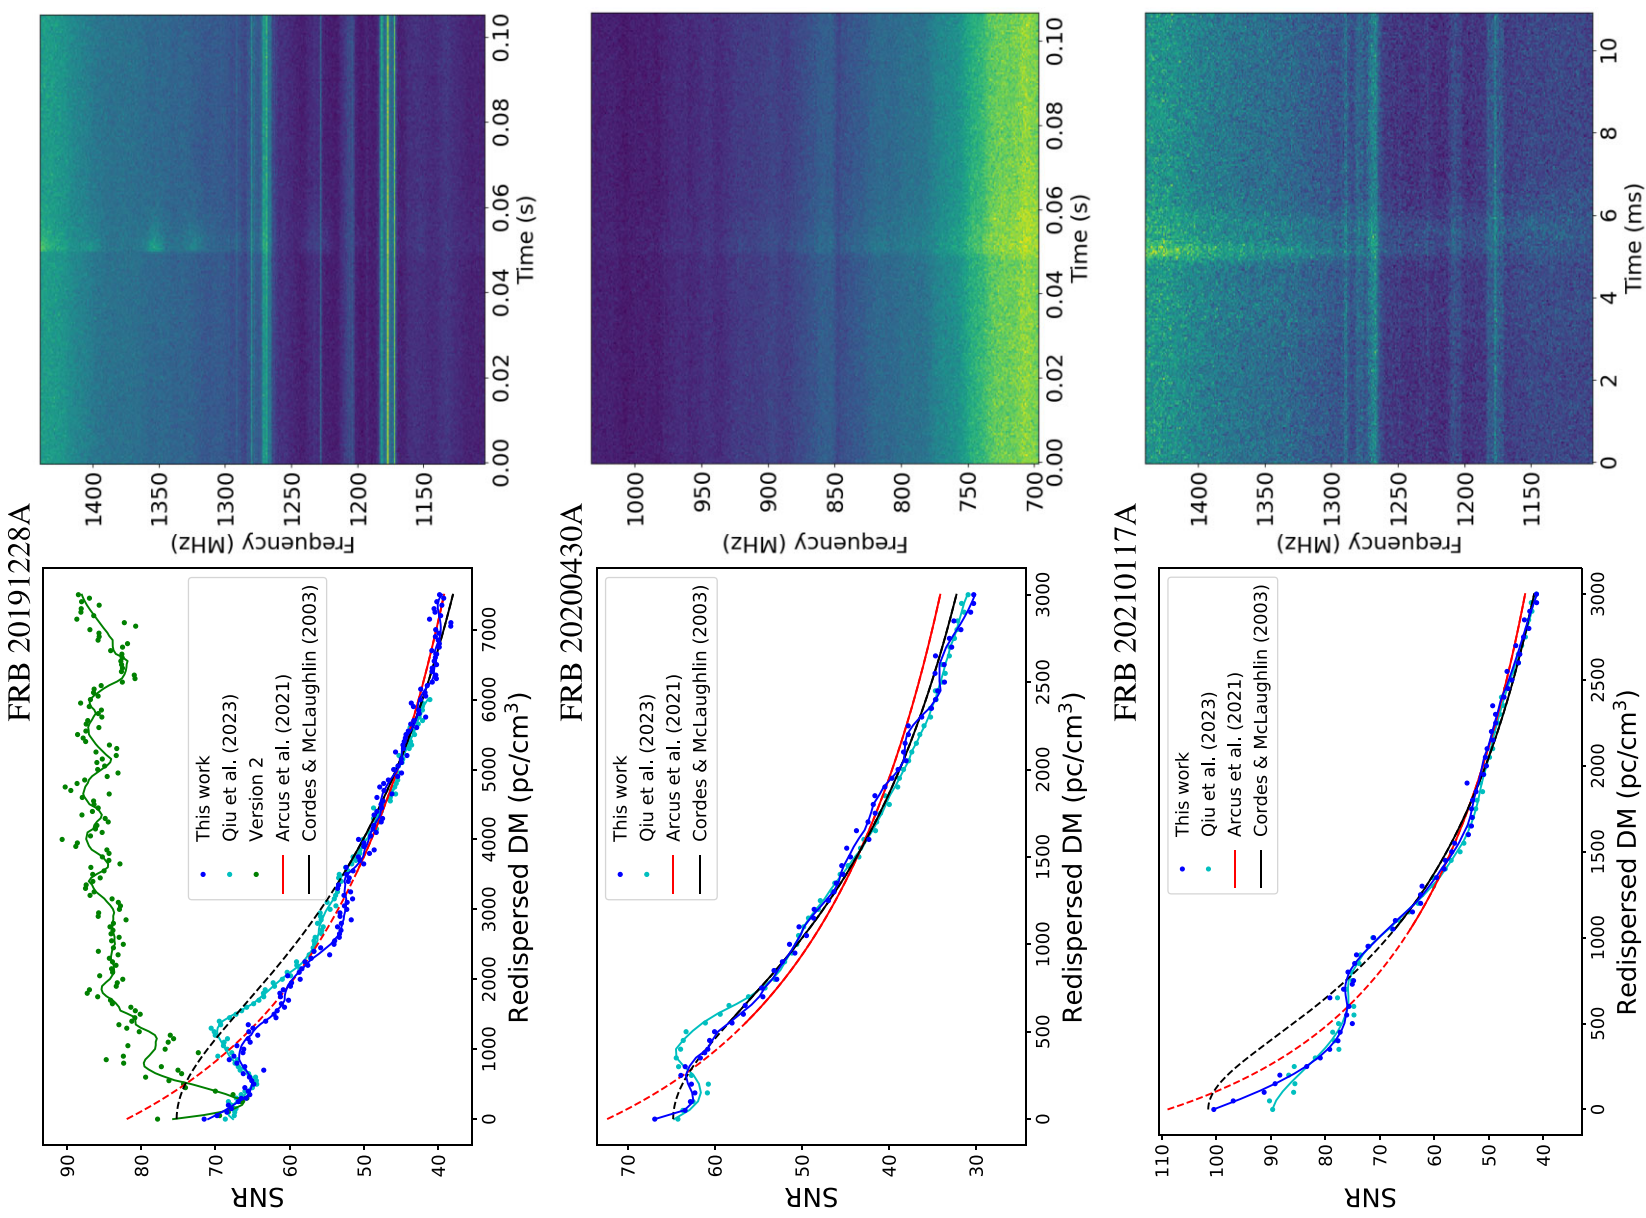 FRB 20191228A
90
80
70
60
50
40
SNR
0
1000
2000
3000
4000
5000
6000
7000
Redispersed DM (pc/cm³)
This work
Qiu et al. (2023)
Version 2
Arcus et al. (2021)
Cordes & McLaughlin (2003)
1400
1350
1300
1250
1200
1150
Frequency (MHz)
0.00
0.02
0.04
0.06
0.08
0.10
Time (s)
FRB 20200430A
70
60
50
40
30
SNR
0
500
1000
1500
2000
2500
3000
Redispersed DM (pc/cm³)
This work
Qiu et al. (2023)
Arcus et al. (2021)
Cordes & McLaughlin (2003)
1000
950
900
850
800
750
700
Frequency (MHz)
0.00
0.02
0.04
0.06
0.08
0.10
Time (s)
FRB 20210117A
110
100
90
80
70
60
50
40
SNR
0
500
1000
1500
2000
2500
3000
Redispersed DM (pc/cm³)
This work
Qiu et al. (2023)
Arcus et al. (2021)
Cordes & McLaughlin (2003)
1400
1350
1300
1250
1200
1150
Frequency (MHz)
0
2
4
6
8
10
Time (ms)